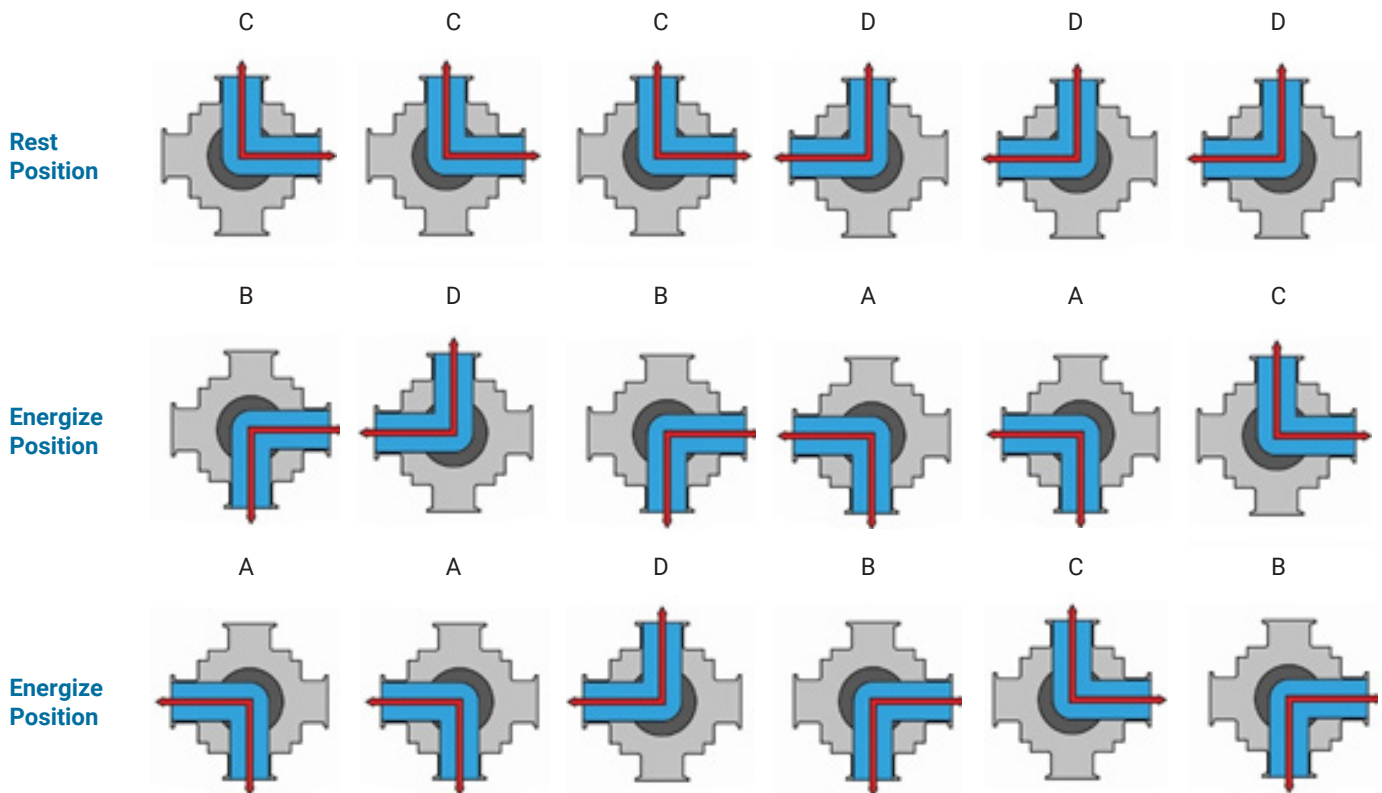 C C C D D D
Rest
Position
B D B A A C
Energize
Position
A A D B C B
Energize
Position